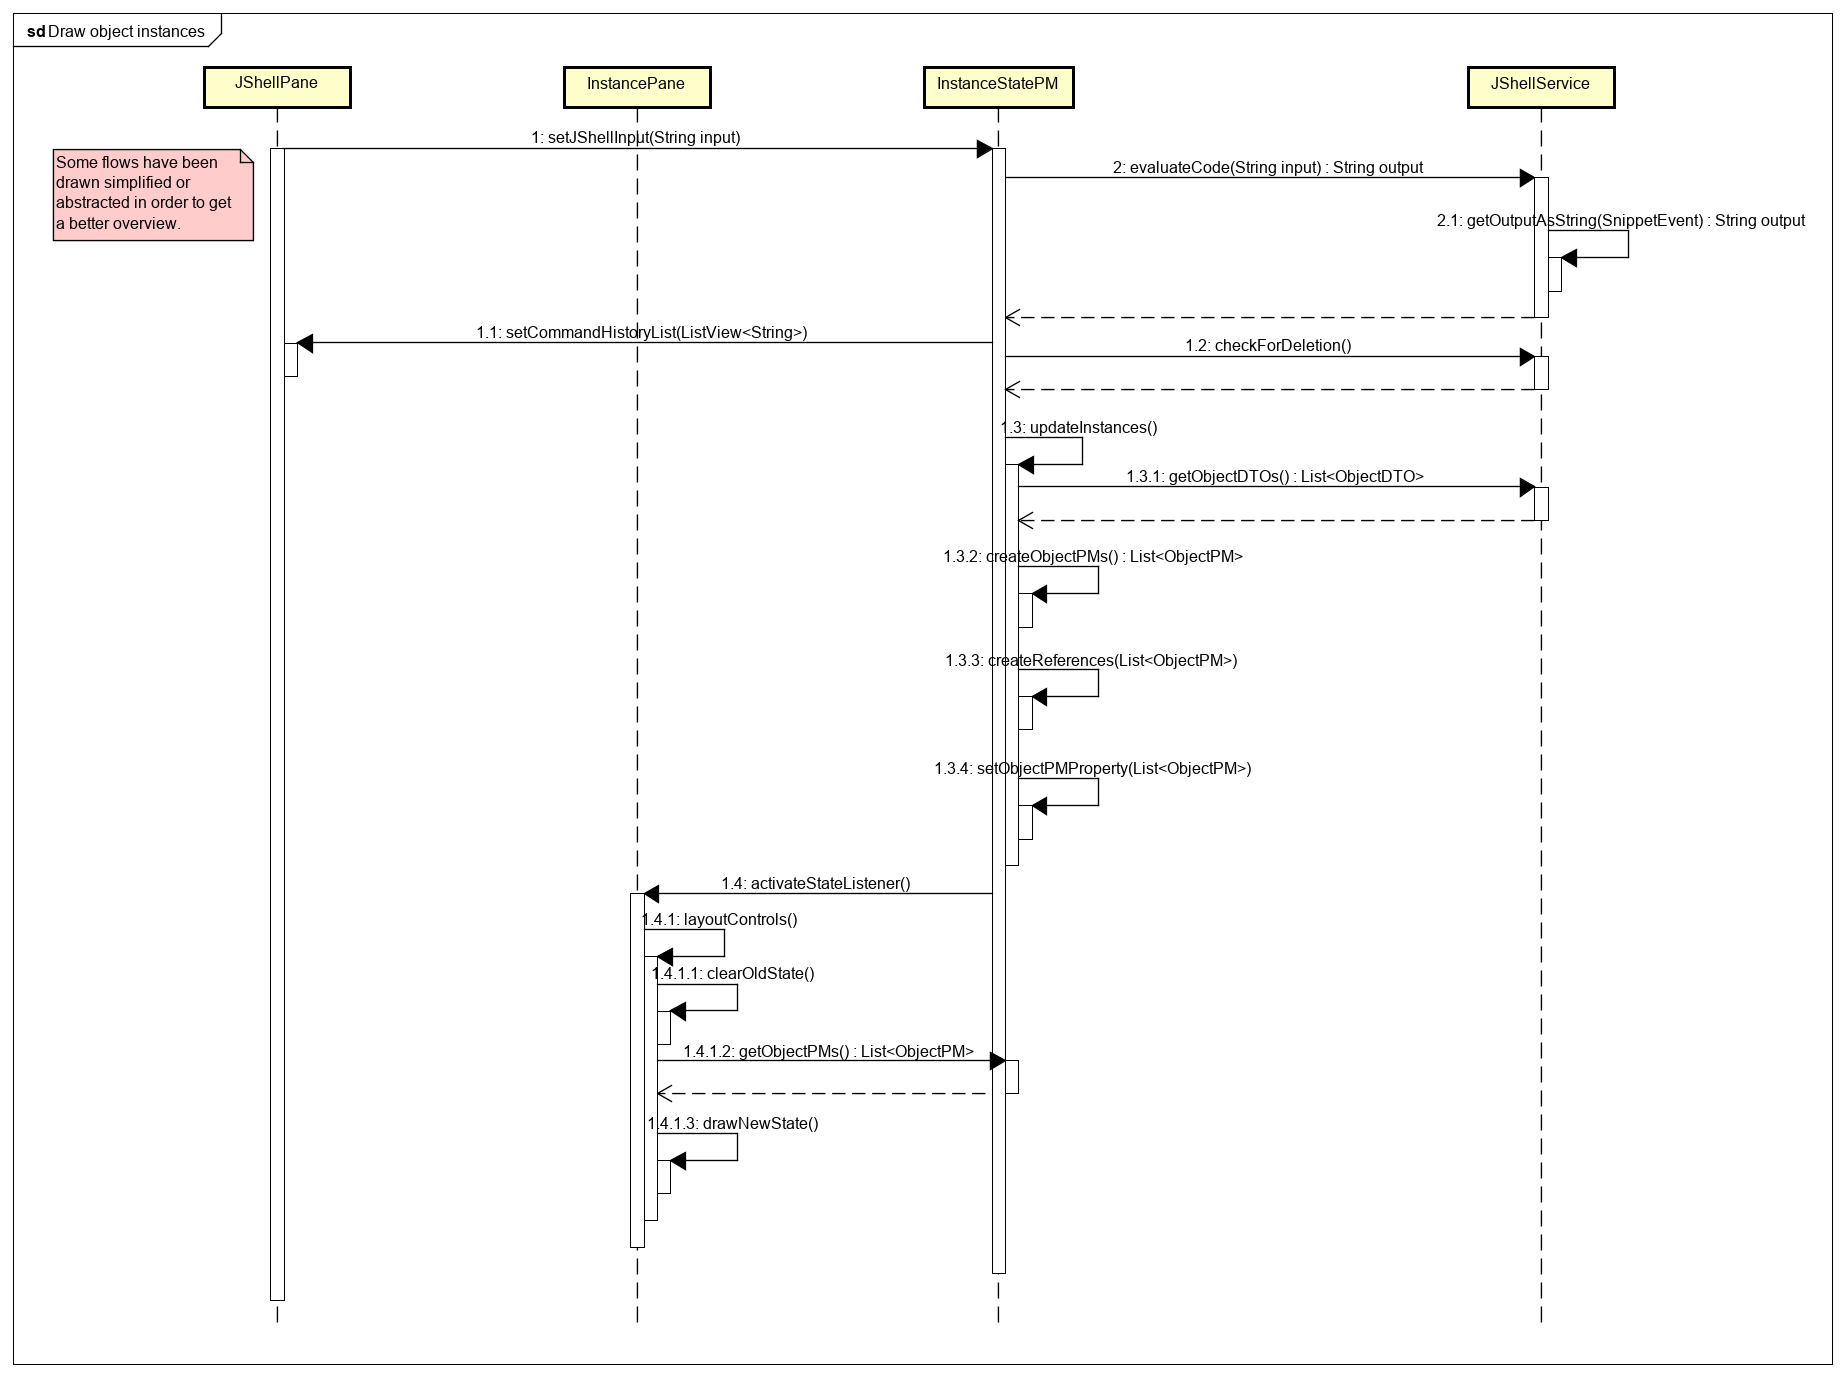 sd Draw object instances
JShellPane
InstancePane
InstanceStatePM
JShellService
Some flows have been
drawn simplified or
abstracted in order to get
a better overview.
1: setJShellInput(String input)
2: evaluateCode(String input) : String output
2.1: getOutputAsString(SnippetEvent) : String output
1.1: setCommandHistoryList(ListView<String>)
1.2: checkForDeletion()
1.3: updateInstances()
1.3.1: getObjectDTOs() : List<ObjectDTO>
1.3.2: createObjectPMs() : List<ObjectPM>
1.3.3: createReferences(List<ObjectPM>)
1.3.4: setObjectPMProperty(List<ObjectPM>)
1.4: activateStateListener()
1.4.1: layoutControls()
1.4.1.1: clearOldState()
1.4.1.2: getObjectPMs() : List<ObjectPM>
1.4.1.3: drawNewState()